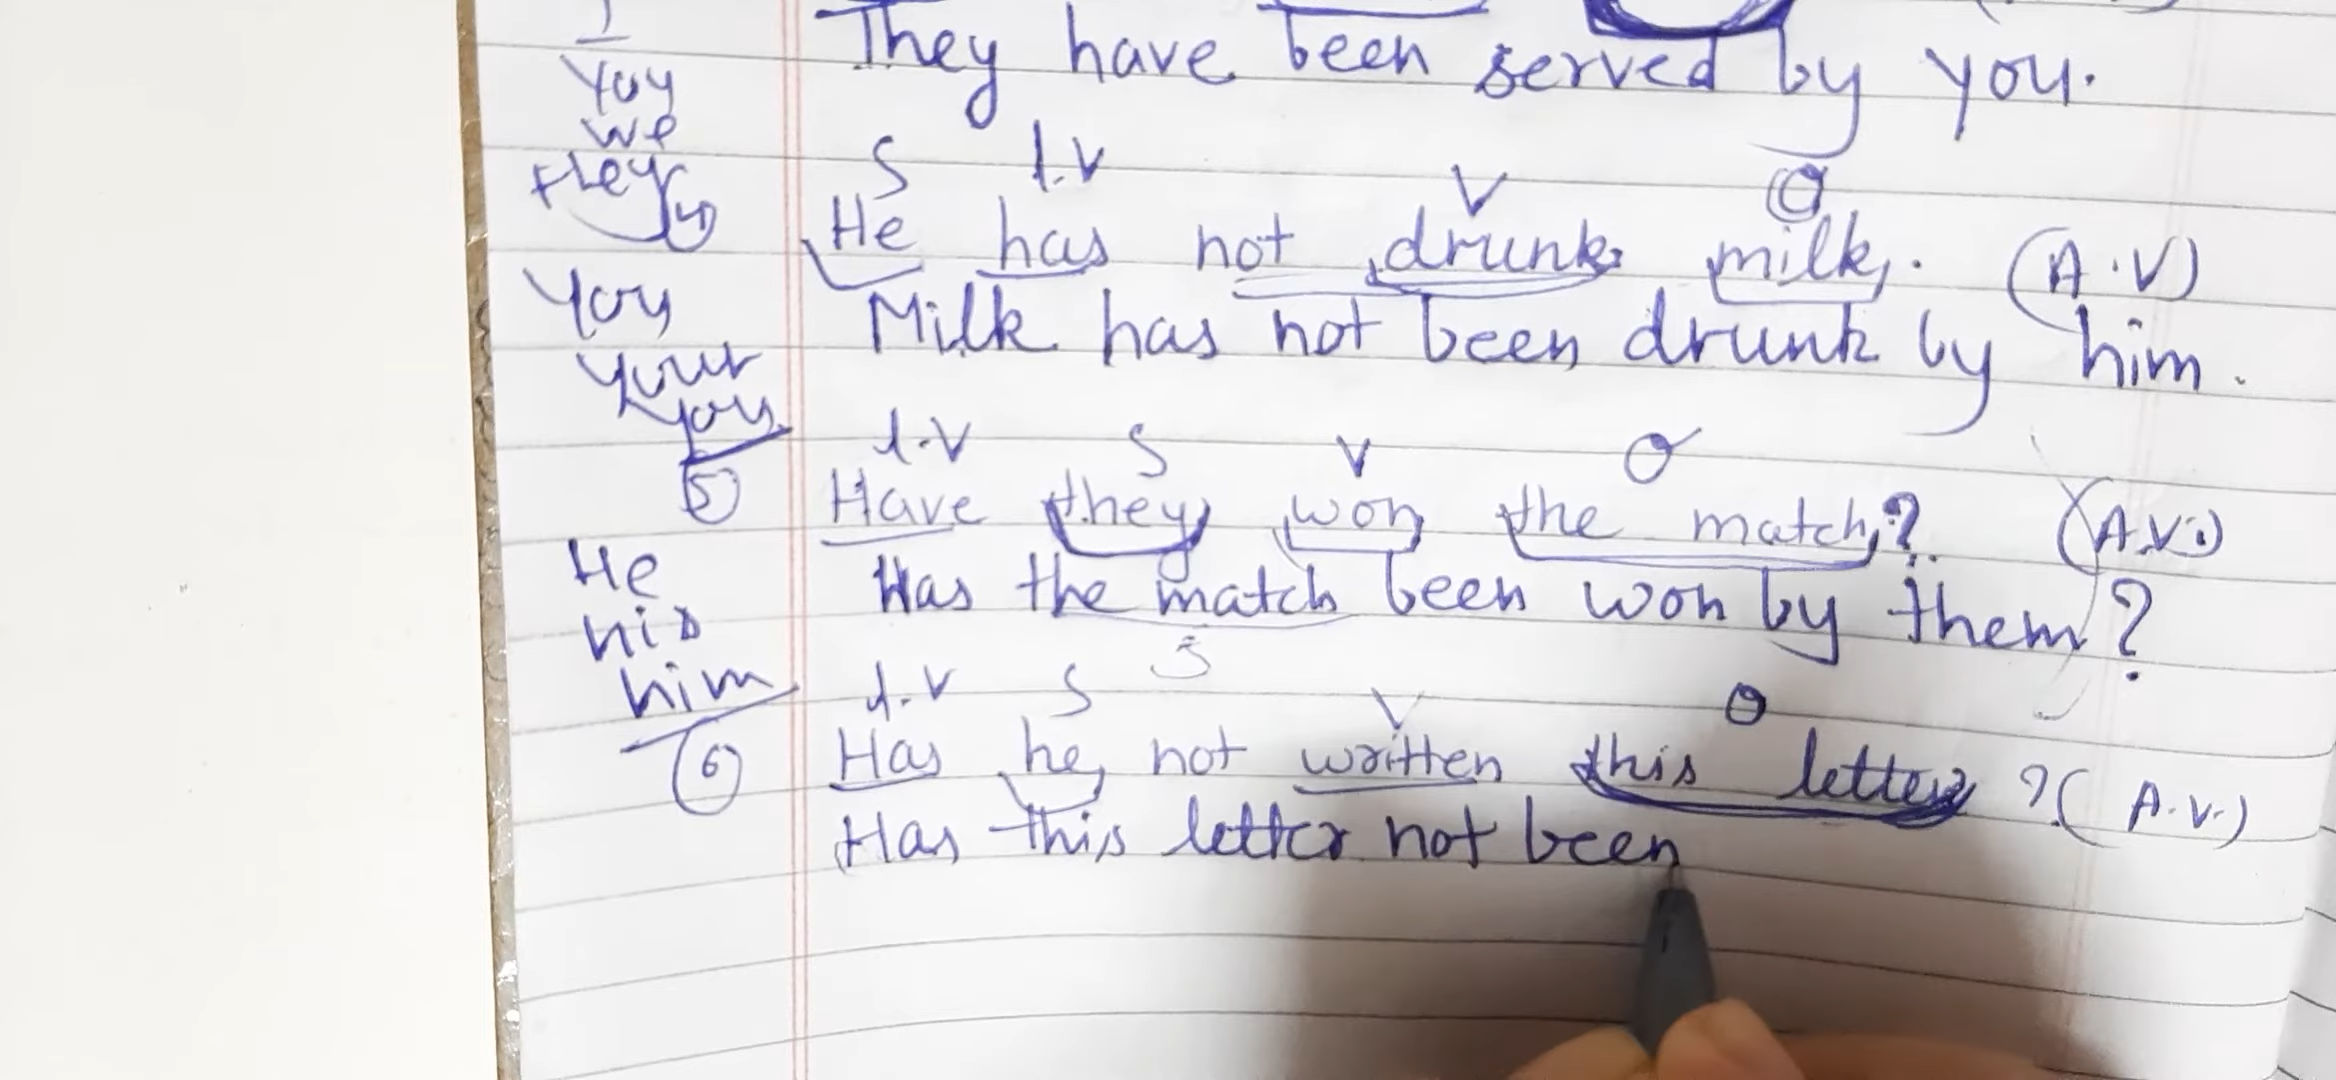 You
we
they
They have been served by you.
S h.v V O
4 He has not drunk milk. (A.V)
Milk has not been drunk by him.
You
your
you
h.v S V O
5 Have they won the match? (A.V.)
Has the match been won by them?
S
He
his
him
h.v S V O
6 Has he not written this letter? (A.V.)
Has this letter not been